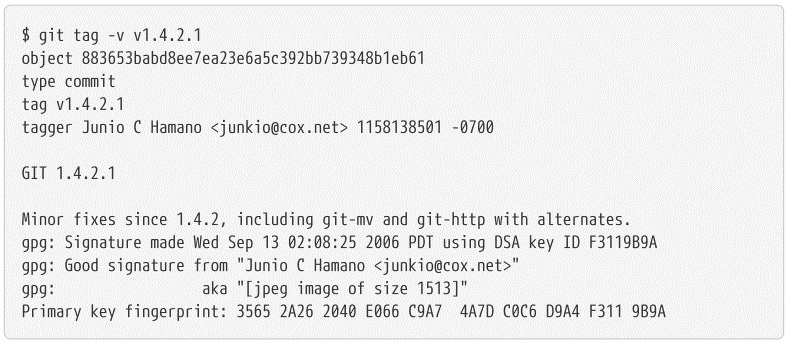 $ git tag -v v1.4.2.1
object 883653babd8ee7ea23e6a5c392bb739348b1eb61
type commit
tag v1.4.2.1
tagger Junio C Hamano <junkio@cox.net> 1158138501 -0700

GIT 1.4.2.1

Minor fixes since 1.4.2, including git-mv and git-http with alternates.
gpg: Signature made Wed Sep 13 02:08:25 2006 PDT using DSA key ID F3119B9A
gpg: Good signature from "Junio C Hamano <junkio@cox.net>"
gpg:                 aka "[jpeg image of size 1513]"
Primary key fingerprint: 3565 2A26 2040 E066 C9A7  4A7D C0C6 D9A4 F311 9B9A